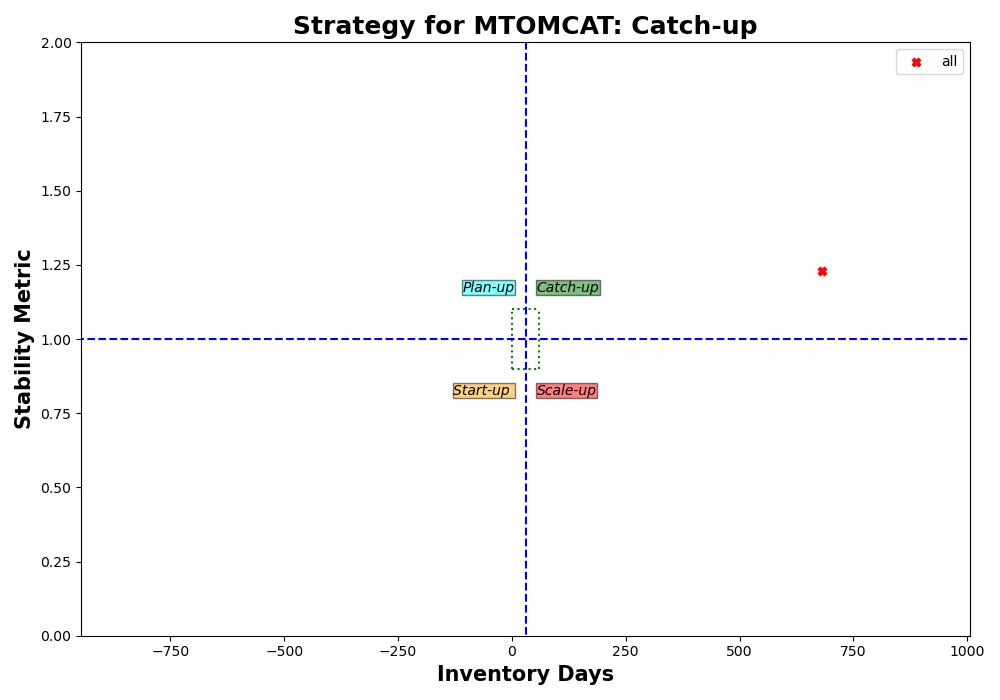 Strategy for MTOMCAT: Catch-up
2.00
all
1.75
1.50
1.25
Plan-up
Catch-up
1.00
Start-up
Scale-up
0.75
0.50
0.25
0.00
Stability Metric
−750
−500
−250
0
250
500
750
1000
Inventory Days